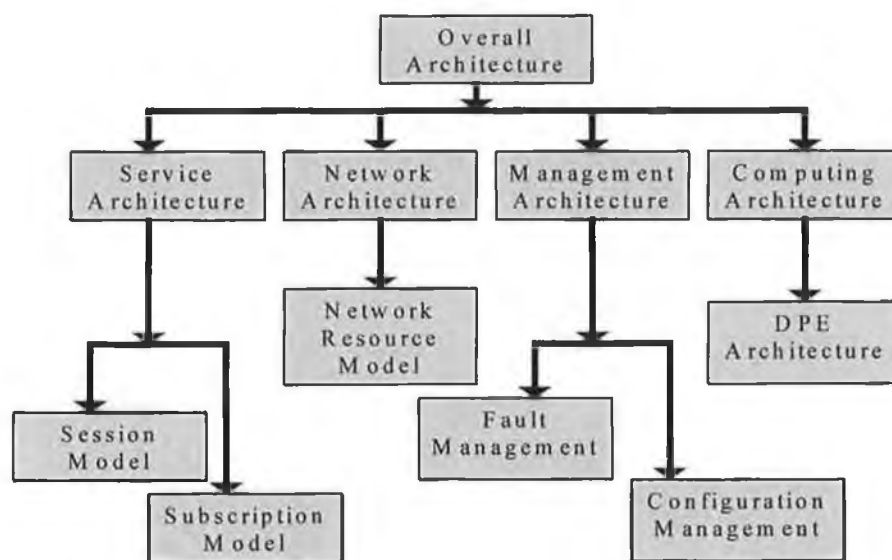 Overall
Architecture
Service
Architecture
Network
Architecture
Management
Architecture
Computing
Architecture
Network
Resource
Model
DPE
Architecture
Session
Model
Fault
Management
Subscription
Model
Configuration
Management